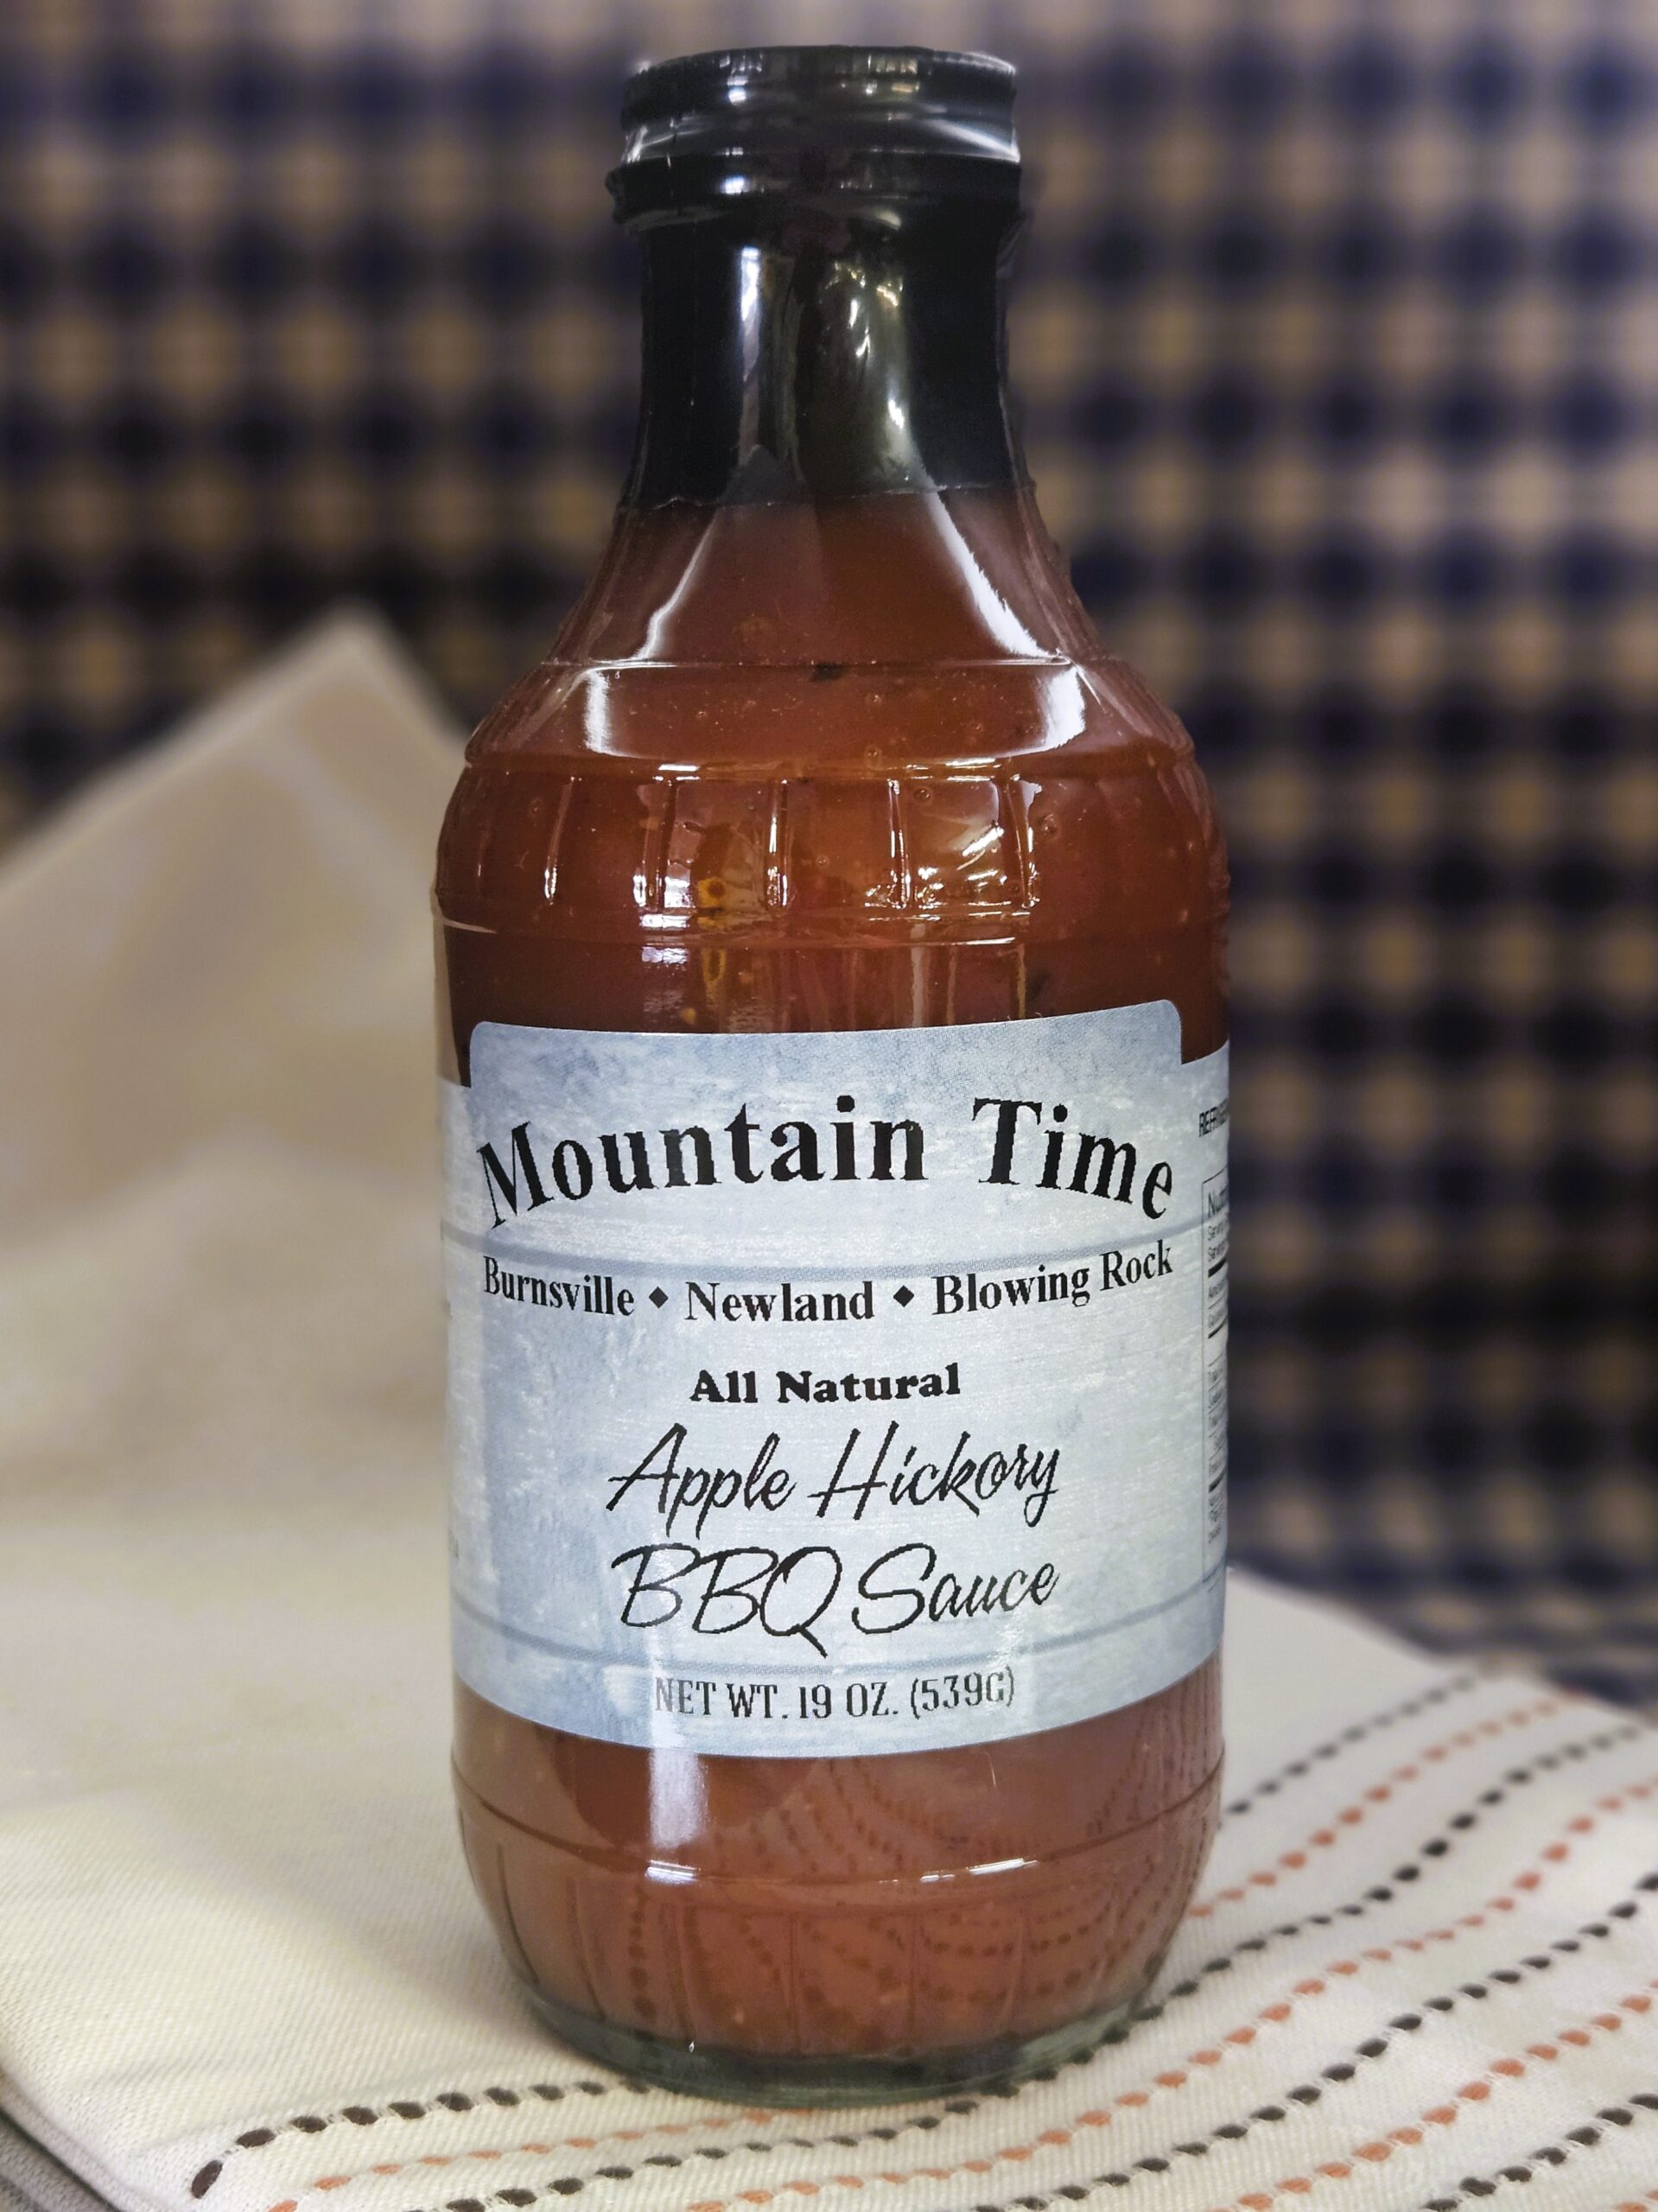 Mountain Time
Burnsville ◆ Newland ◆ Blowing Rock
All Natural
Apple Hickory
BBQ Sauce
NET WT. 19 OZ. (539G)